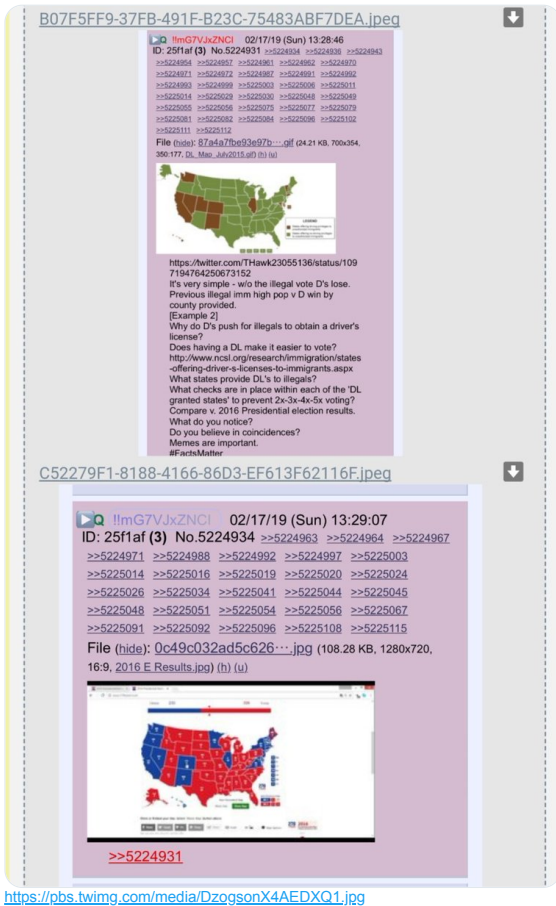 B07F5FF9-37FB-491F-B23C-75483ABF7DEA.jpeg
Q !!mG7VJxZNCI 02/17/19 (Sun) 13:28:46
ID: 25f1af (3) No.5224931 >>5224934 >>5224936 >>5224943
>>5224954 >>5224957 >>5224961 >>5224962 >>5224970
>>5224971 >>5224972 >>5224987 >>5224991 >>5224992
>>5224993 >>5224999 >>5225003 >>5225006 >>5225011
>>5225014 >>5225029 >>5225030 >>5225048 >>5225049
>>5225055 >>5225056 >>5225075 >>5225077 >>5225079
>>5225081 >>5225082 >>5225084 >>5225096 >>5225102
>>5225111 >>5225112
File (hide): 87a4a7fbe93e97b⋯.gif (24.21 KB, 700x354,
350:177, DL_Map_July2015.gif) (h) (u)
LEGEND
https://twitter.com/THawk23055136/status/109
7194764250673152
It's very simple - w/o the illegal vote D's lose.
Previous illegal imm high pop v D win by
county provided.
[Example 2]
Why do D's push for illegals to obtain a driver's
license?
Does having a DL make it easier to vote?
http://www.ncsl.org/research/immigration/states
-offering-driver-s-licenses-to-immigrants.aspx
What states provide DL's to illegals?
What checks are in place within each of the 'DL
granted states' to prevent 2x-3x-4x-5x voting?
Compare v. 2016 Presidential election results.
What do you notice?
Do you believe in coincidences?
Memes are important.
#FactsMatter
C52279F1-8188-4166-86D3-EF613F62116F.jpeg
Q !!mG7VJxZNCI 02/17/19 (Sun) 13:29:07
ID: 25f1af (3) No.5224934 >>5224963 >>5224964 >>5224967
>>5224971 >>5224988 >>5224992 >>5224997 >>5225003
>>5225014 >>5225016 >>5225019 >>5225020 >>5225024
>>5225026 >>5225034 >>5225041 >>5225044 >>5225045
>>5225048 >>5225051 >>5225054 >>5225056 >>5225067
>>5225091 >>5225092 >>5225096 >>5225108 >>5225115
File (hide): 0c49c032ad5c626⋯.jpg (108.28 KB, 1280x720,
16:9, 2016 E Results.jpg) (h) (u)
>>5224931
https://pbs.twimg.com/media/DzogsonX4AEDXQ1.jpg